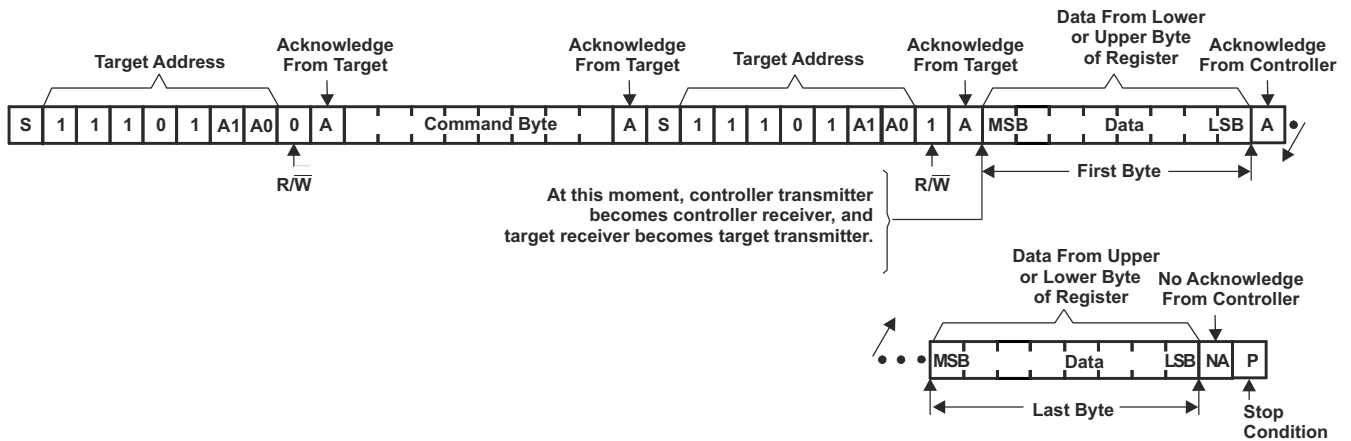 Target Address
Acknowledge
From Target
Acknowledge
From Target
Target Address
Acknowledge
From Target
Data From Lower
or Upper Byte
of Register
Acknowledge
From Controller
S 1 1 1 0 1 A1 A0 0 A Command Byte A S 1 1 1 0 1 A1 A0 1 A MSB Data LSB A
R/W̅
R/W̅
First Byte
At this moment, controller transmitter
becomes controller receiver, and
target receiver becomes target transmitter.
Data From Upper
or Lower Byte
of Register
No Acknowledge
From Controller
MSB Data LSB NA P
Last Byte
Stop
Condition